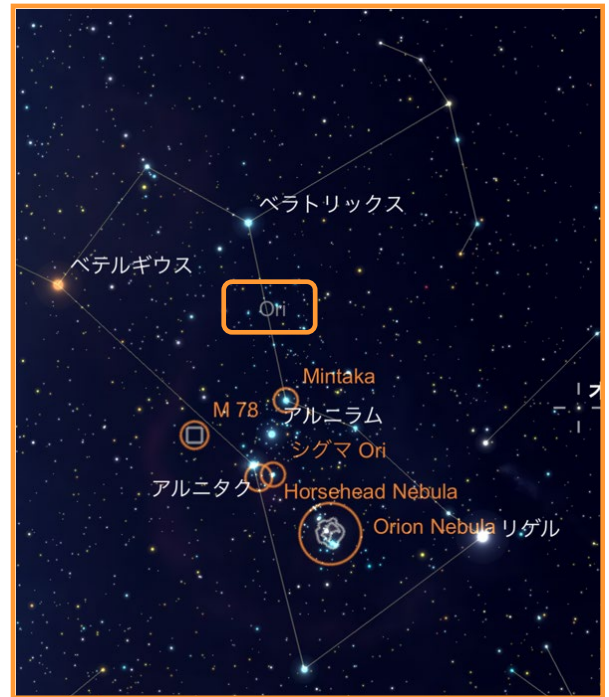 ベラトリックス
ベテルギウス
Ori
Mintaka
M 78
アルニラム
シグマ Ori
アルニタク
Horsehead Nebula
Orion Nebula
リゲル